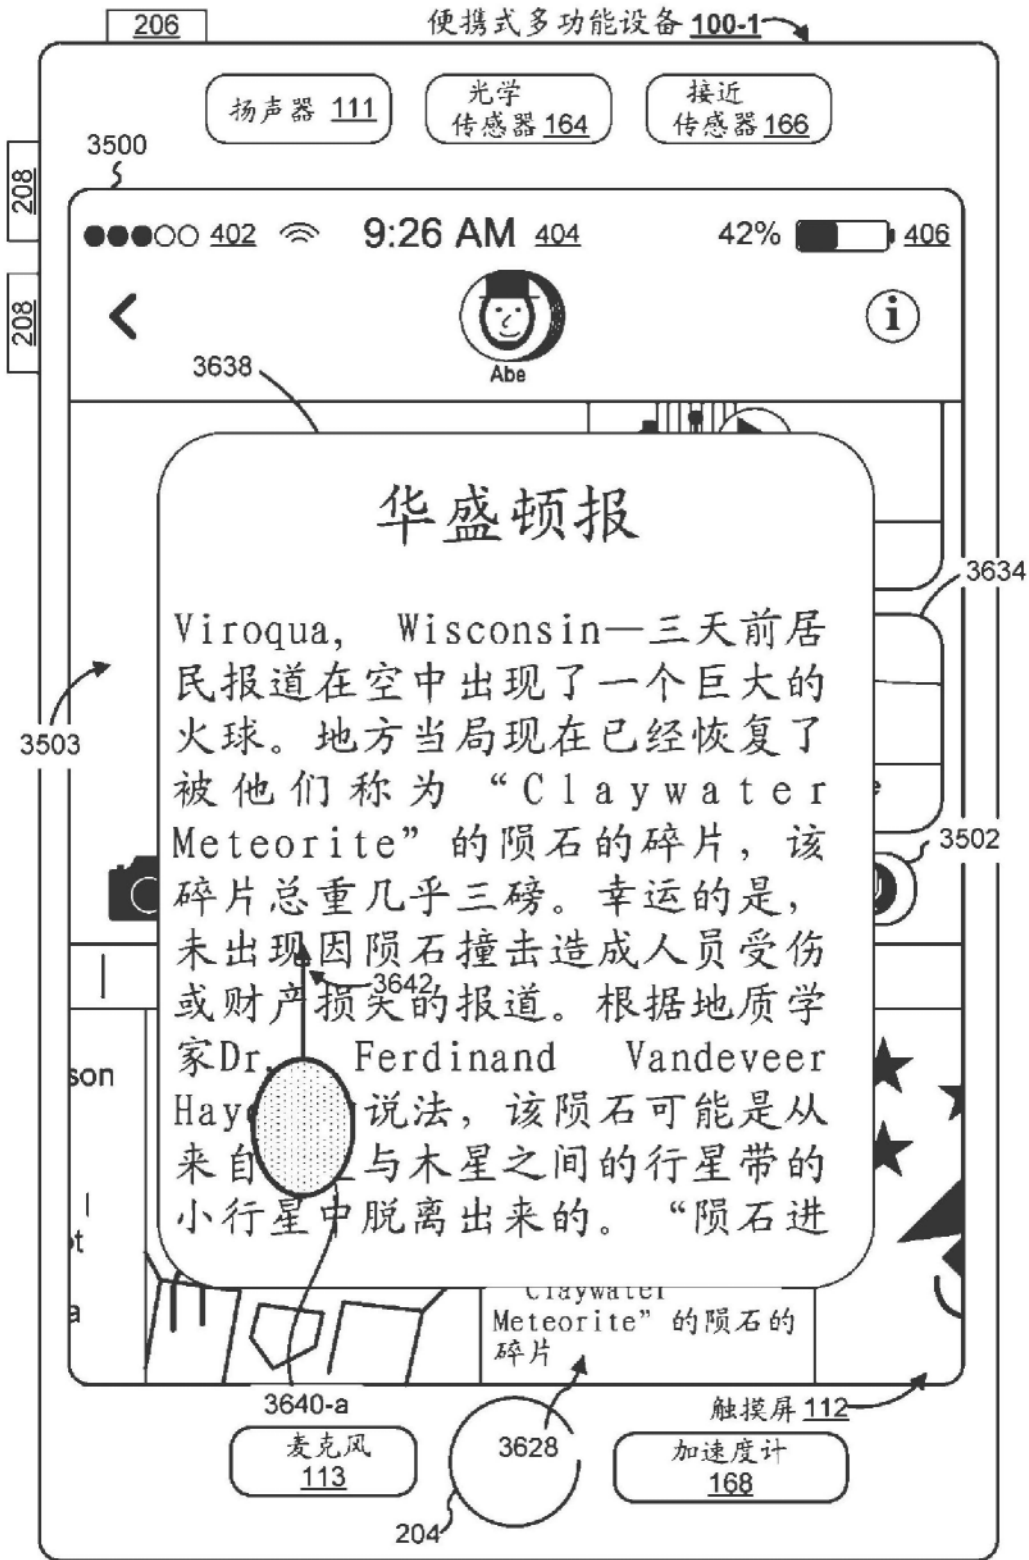 206
便携式多功能设备 100-1
扬声器 111
光学
传感器 164
接近
传感器 166
3500
208
402
9:26 AM 404
42%
406
208
Abe
i
3638
华盛顿报
3634
Viroqua, Wisconsin—三天前居
民报道在空中出现了一个巨大的
火球。地方当局现在已经恢复了
3503
被他们称为“Claywater
Meteorite”的陨石的碎片，该
3502
碎片总重几乎三磅。幸运的是，
未出现因陨石撞击造成人员受伤
或财产损失的报道。根据地质学
3642
家Dr. Ferdinand Vandeveer
son
Hay 说法，该陨石可能是从
来自 与木星之间的行星带的
小行星中脱离出来的。“陨石进
t
a
Claywater
Meteorite”的陨石的
碎片
3640-a
触摸屏 112
麦克风
113
3628
加速度计
168
204